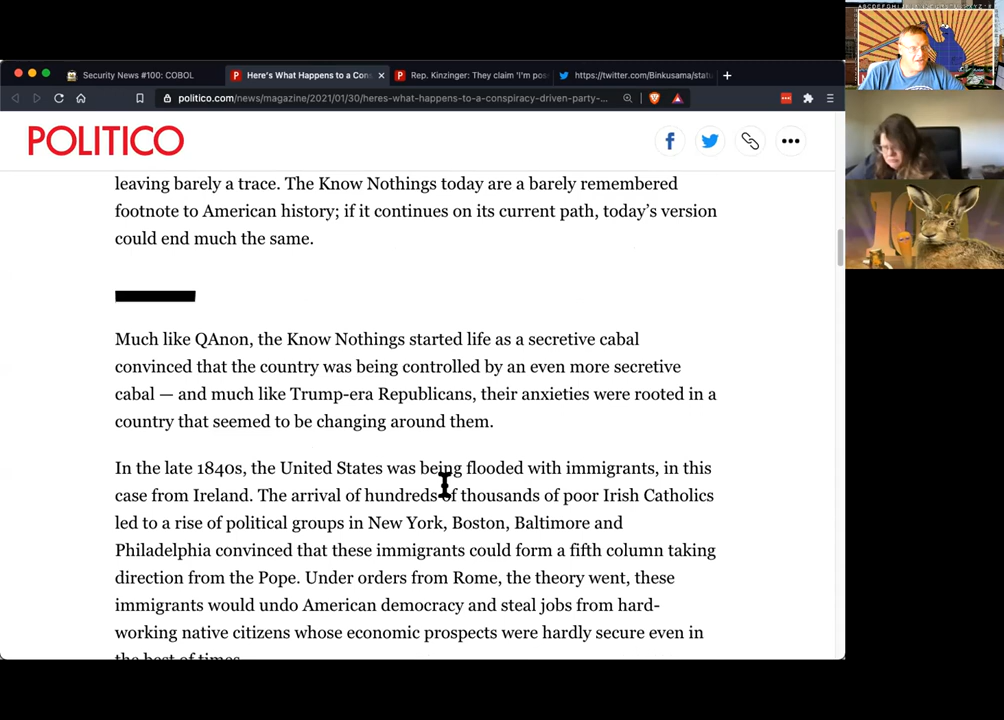 ABCDEFG
Security News #100: COBOL
Here's What Happens to a Cons
Rep. Kinzinger: They claim 'I'm pos
https://twitter.com/Binkusama/statu
politico.com/news/magazine/2021/01/30/heres-what-happens-to-a-conspiracy-driven-party-...
POLITICO
leaving barely a trace. The Know Nothings today are a barely remembered
footnote to American history; if it continues on its current path, today's version
could end much the same.
Much like QAnon, the Know Nothings started life as a secretive cabal
convinced that the country was being controlled by an even more secretive
cabal — and much like Trump-era Republicans, their anxieties were rooted in a
country that seemed to be changing around them.
In the late 1840s, the United States was being flooded with immigrants, in this
case from Ireland. The arrival of hundreds of thousands of poor Irish Catholics
led to a rise of political groups in New York, Boston, Baltimore and
Philadelphia convinced that these immigrants could form a fifth column taking
direction from the Pope. Under orders from Rome, the theory went, these
immigrants would undo American democracy and steal jobs from hard-
working native citizens whose economic prospects were hardly secure even in
the best of times.